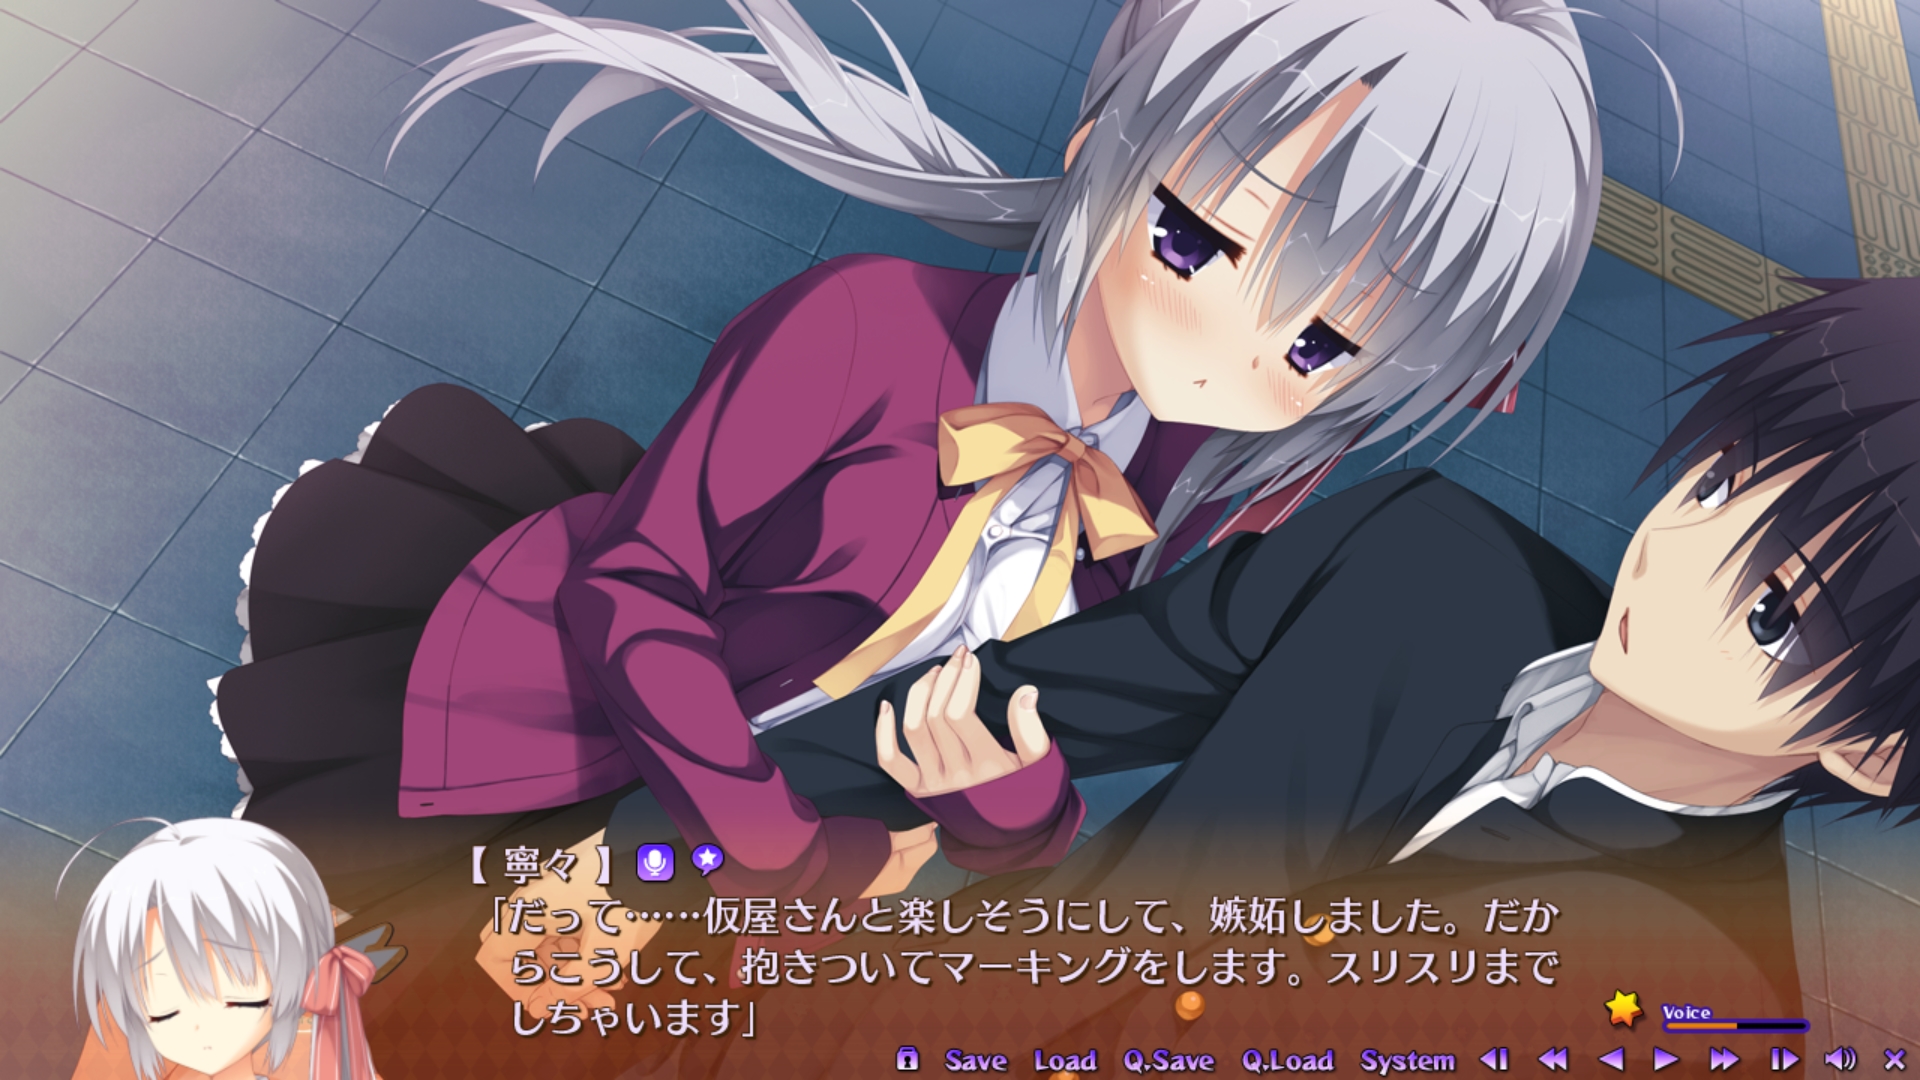 【 寧々 】
「だって……仮屋さんと楽しそうにして、嫉妬しました。だか
らこうして、抱きついてマーキングをします。スリスリまで
しちゃいます」
Voice
Save Load Q.Save Q.Load System